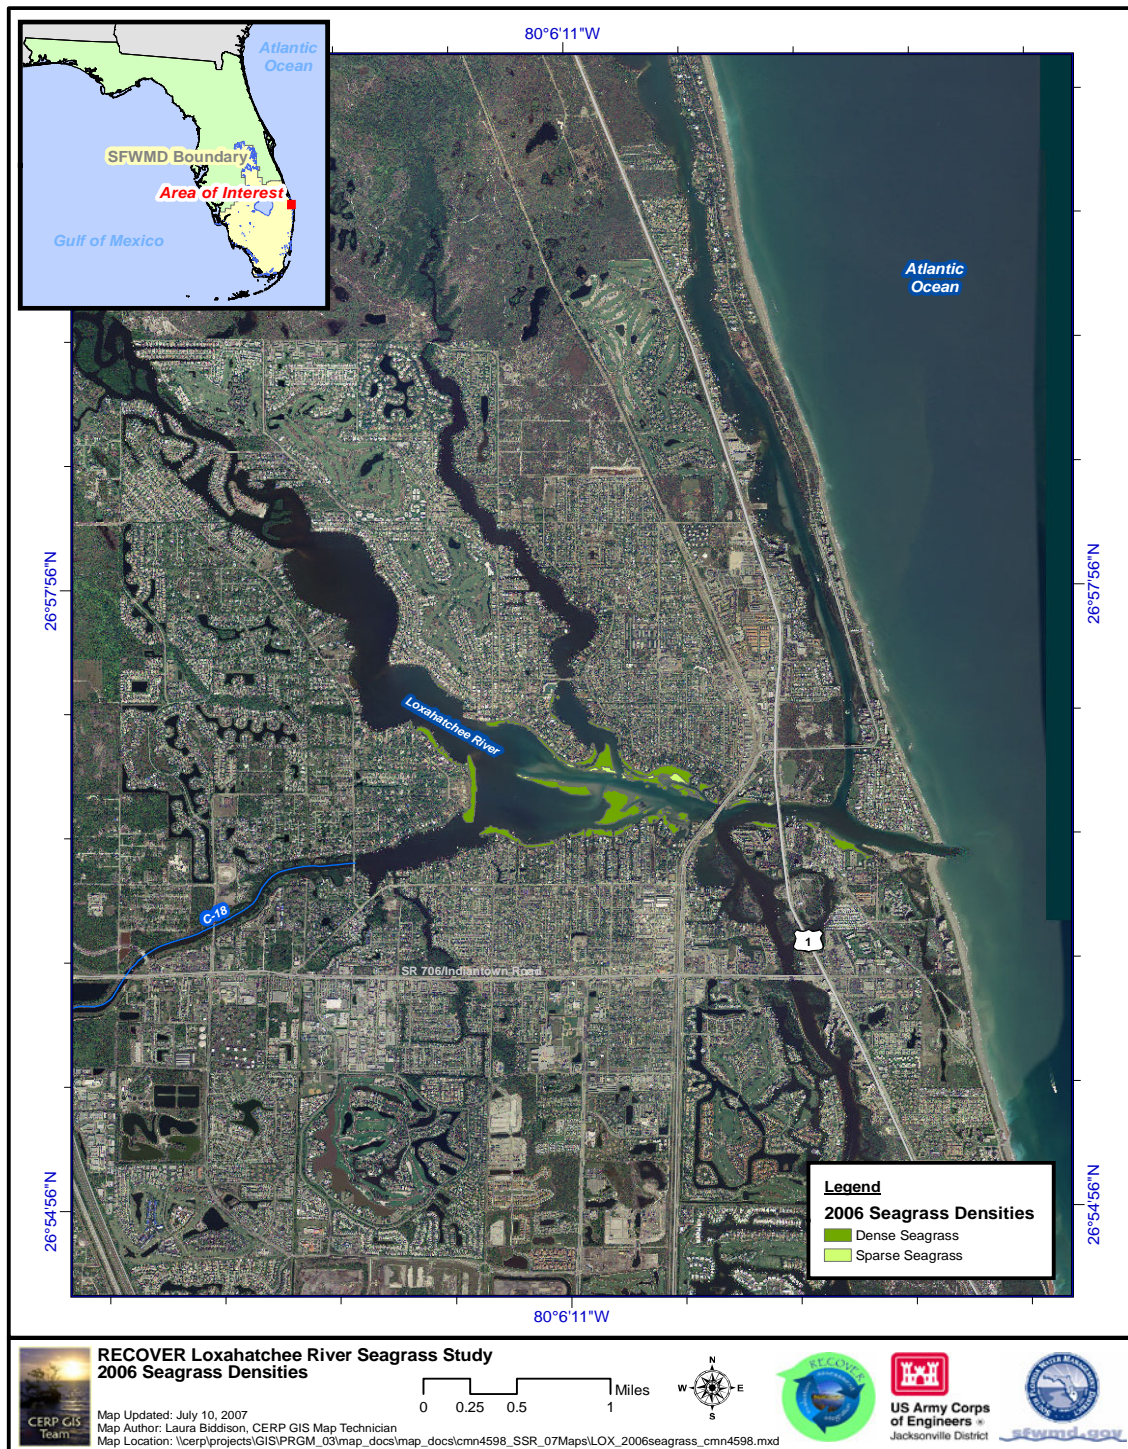 80°6'11"W
Atlantic
Ocean
SFWMD Boundary
Area of Interest
Gulf of Mexico
Atlantic
Ocean
26°57'56"N
26°57'56"N
Loxahatchee River
C-18
1
SR 706/Indiantown Road
26°54'56"N
26°54'56"N
Legend
2006 Seagrass Densities
Dense Seagrass
Sparse Seagrass
80°6'11"W
RECOVER Loxahatchee River Seagrass Study
2006 Seagrass Densities
Miles
0 0.25 0.5 1
N
W E
S
CERP GIS
Team
Map Updated: July 10, 2007
Map Author: Laura Biddison, CERP GIS Map Technician
Map Location: \\cerp\projects\GIS\PRGM_03\map_docs\map_docs\cmn4598_SSR_07Maps\LOX_2006seagrass_cmn4598.mxd
RECOVER
US Army Corps
of Engineers
Jacksonville District
SOUTH FLORIDA WATER MANAGEMENT DISTRICT
sfwmd.gov